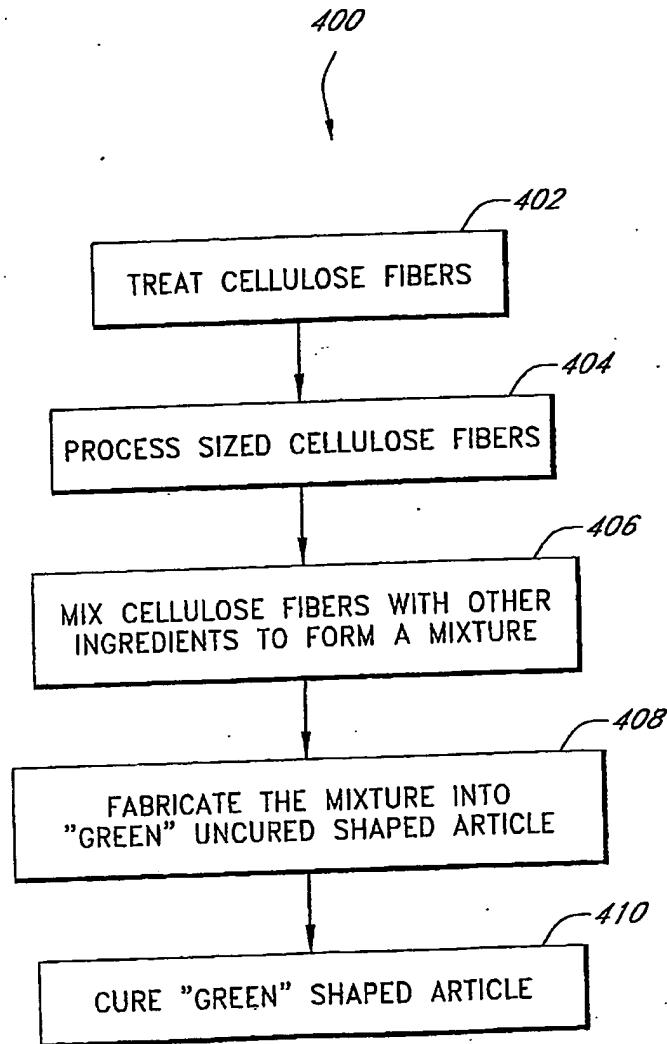 400
402
TREAT CELLULOSE FIBERS
404
PROCESS SIZED CELLULOSE FIBERS
406
MIX CELLULOSE FIBERS WITH OTHER
INGREDIENTS TO FORM A MIXTURE
408
FABRICATE THE MIXTURE INTO
"GREEN" UNCURED SHAPED ARTICLE
410
CURE "GREEN" SHAPED ARTICLE